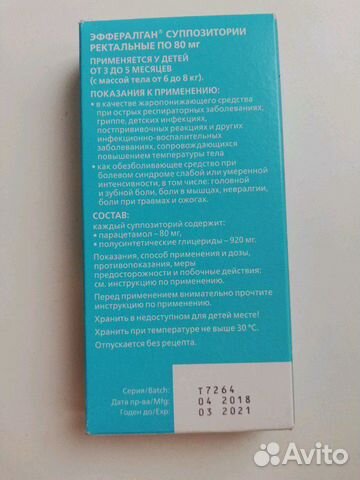 ЭФФЕРАЛГАН® СУППОЗИТОРИИ
РЕКТАЛЬНЫЕ ПО 80 мг
ПРИМЕНЯЕТСЯ У ДЕТЕЙ
ОТ 3 ДО 5 МЕСЯЦЕВ
(с массой тела от 6 до 8 кг).
ПОКАЗАНИЯ К ПРИМЕНЕНИЮ:
• в качестве жаропонижающего средства
при острых респираторных заболеваниях,
гриппе, детских инфекциях,
постпрививочных реакциях и других
инфекционно-воспалительных
заболеваниях, сопровождающихся
повышением температуры тела
• как обезболивающее средство при
болевом синдроме слабой или умеренной
интенсивности, в том числе: головной
и зубной боли, боли в мышцах, невралгии,
боли при травмах и ожогах.
СОСТАВ:
каждый суппозиторий содержит:
• парацетамол – 80 мг,
• полусинтетические глицериды – 920 мг.
Показания, способ применения и дозы,
противопоказания, меры
предосторожности и побочные действия:
см. инструкцию по применению.
Перед применением внимательно прочтите
инструкцию по применению.
Хранить в недоступном для детей месте!
Хранить при температуре не выше 30 °C.
Отпускается без рецепта.
Серия/Batch: T7264
Дата пр-ва/Mfg: 04 2018
Годен до/Exp: 03 2021
Avito